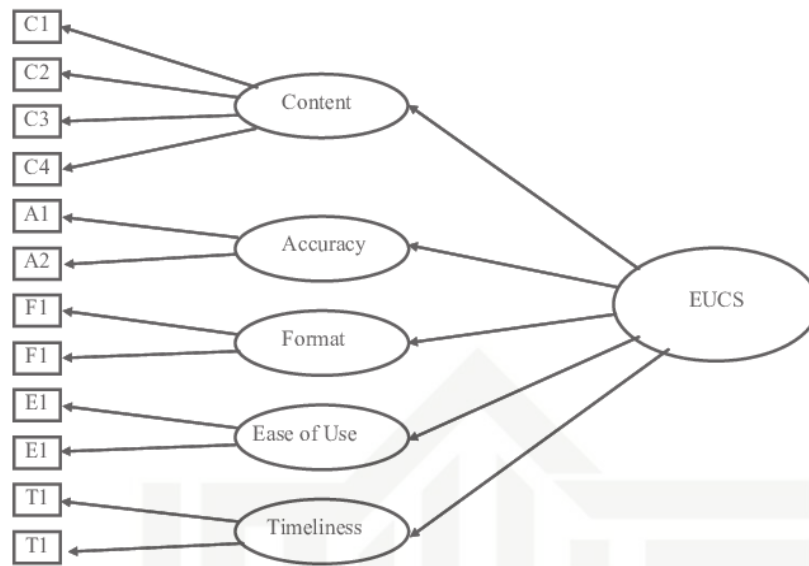 C1
C2
C3
C4
A1
A2
F1
F1
E1
E1
T1
T1
Content
Accuracy
Format
Ease of Use
Timeliness
EUCS